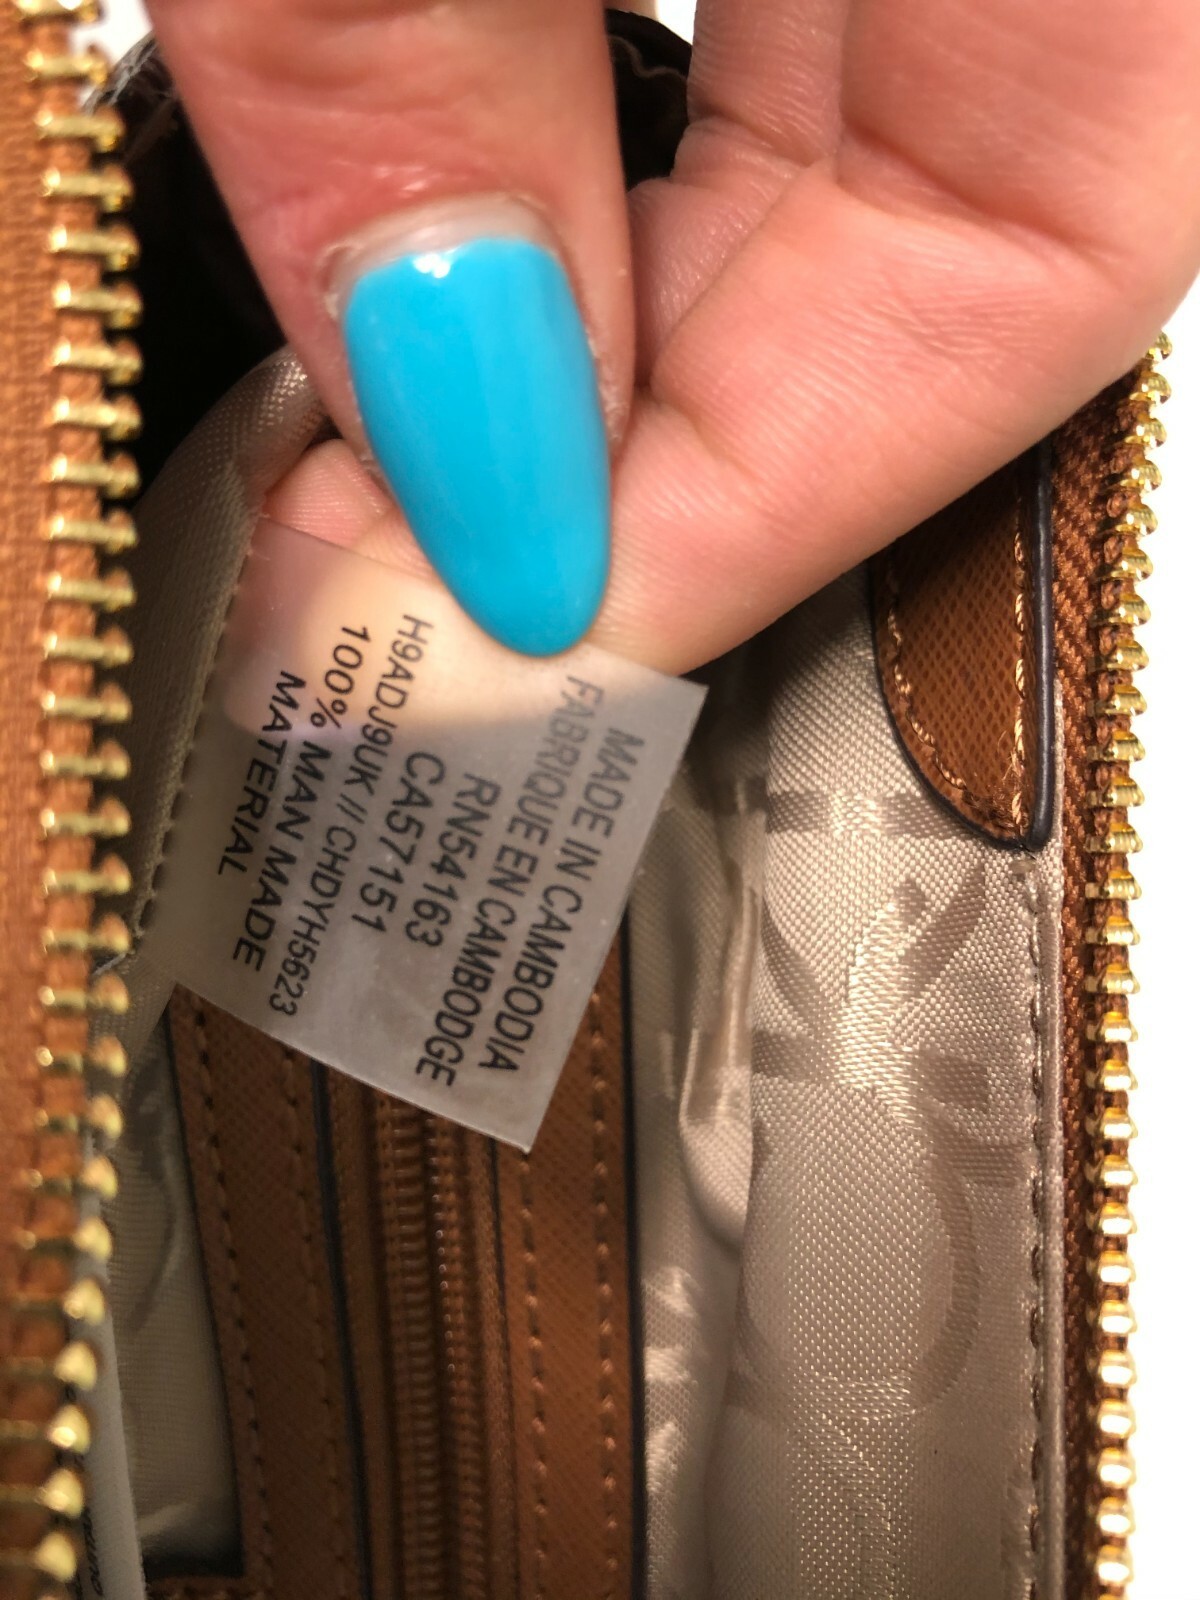 MADE IN CAMBODIA
FABRIQUE EN CAMBODGE
RN54163
CA57151
H9ADJ9UK // CHDYH5623
100% MAN MADE
MATERIAL